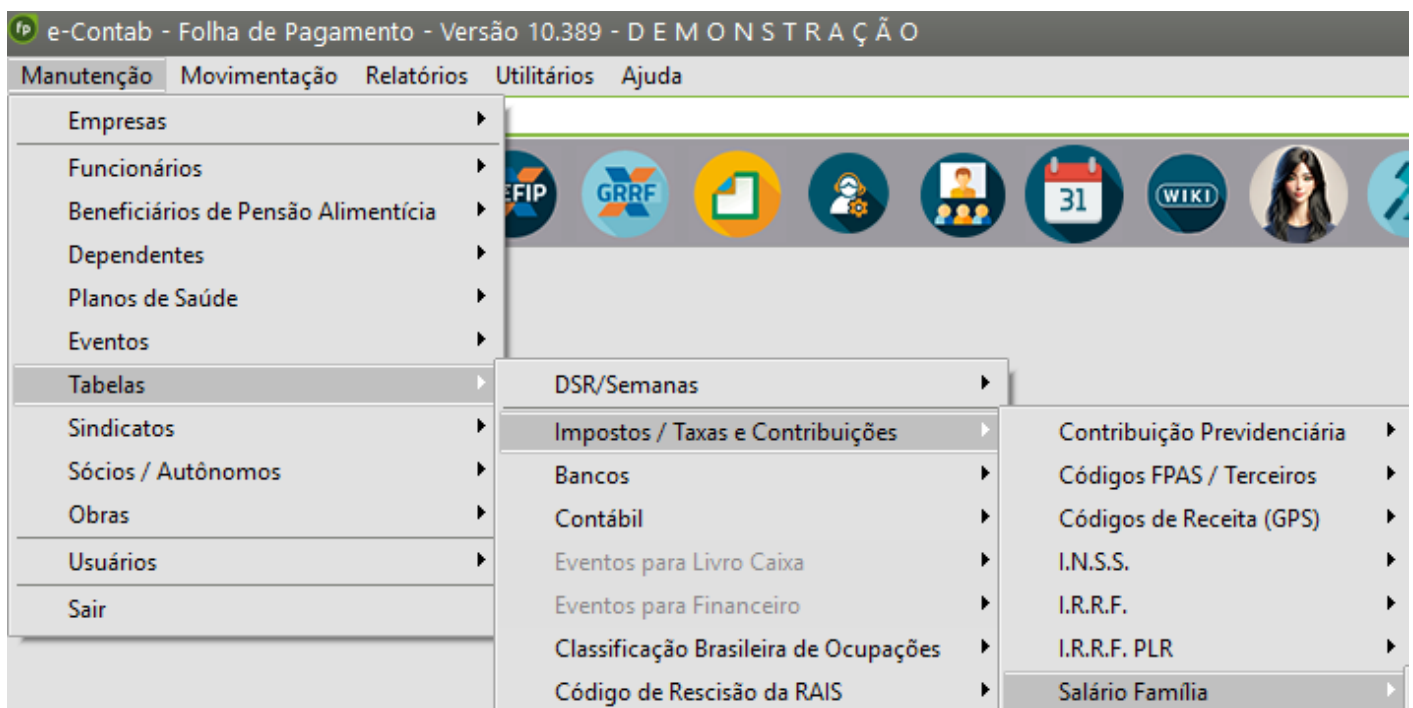 fp e-Contab - Folha de Pagamento - Versão 10.389 - D E M O N S T R A Ç Ã O
Manutenção Movimentação Relatórios Utilitários Ajuda
Empresas
Funcionários
Beneficiários de Pensão Alimentícia
Dependentes
Planos de Saúde
Eventos
Tabelas
Sindicatos
Sócios / Autônomos
Obras
Usuários
Sair
GRRF
31
WIKI
DSR/Semanas
Impostos / Taxas e Contribuições
Bancos
Contábil
Eventos para Livro Caixa
Eventos para Financeiro
Classificação Brasileira de Ocupações
Código de Rescisão da RAIS
Contribuição Previdenciária
Códigos FPAS / Terceiros
Códigos de Receita (GPS)
I.N.S.S.
I.R.R.F.
I.R.R.F. PLR
Salário Família